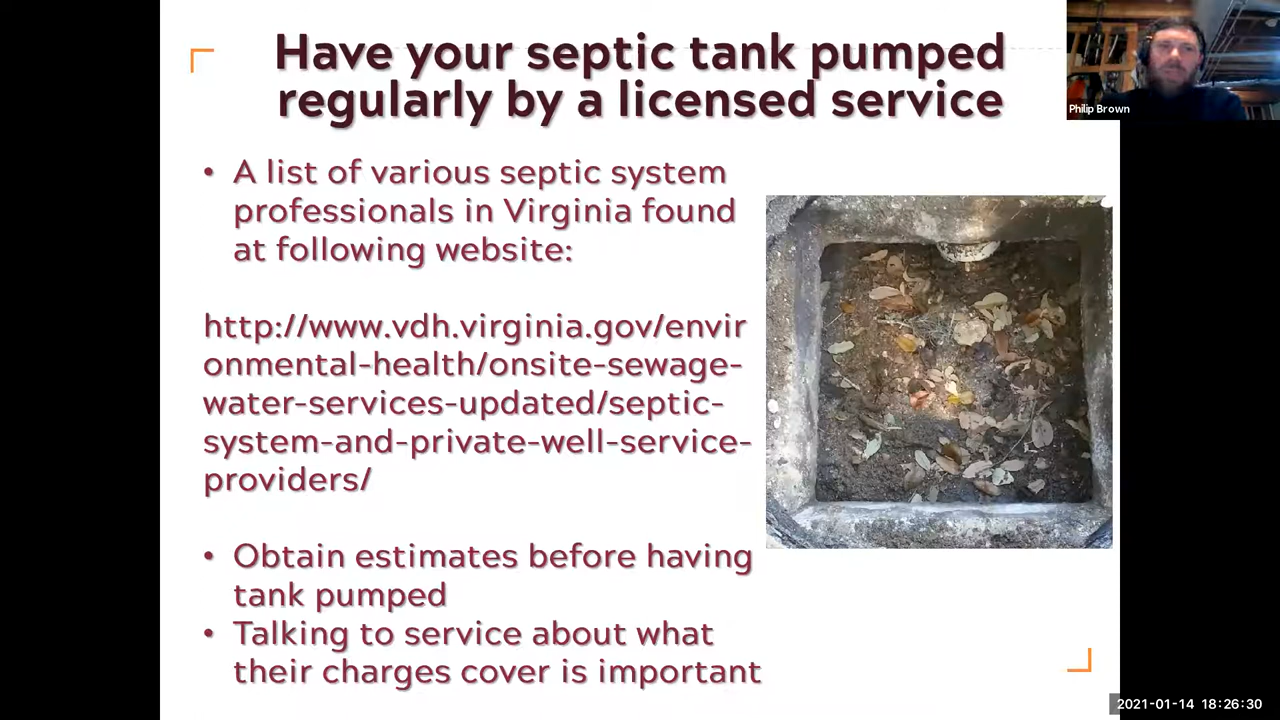 Have your septic tank pumped
regularly by a licensed service
Philip Brown
• A list of various septic system
professionals in Virginia found
at following website:
http://www.vdh.virginia.gov/envir
onmental-health/onsite-sewage-
water-services-updated/septic-
system-and-private-well-service-
providers/
• Obtain estimates before having
tank pumped
• Talking to service about what
their charges cover is important
2021-01-14 18:26:30